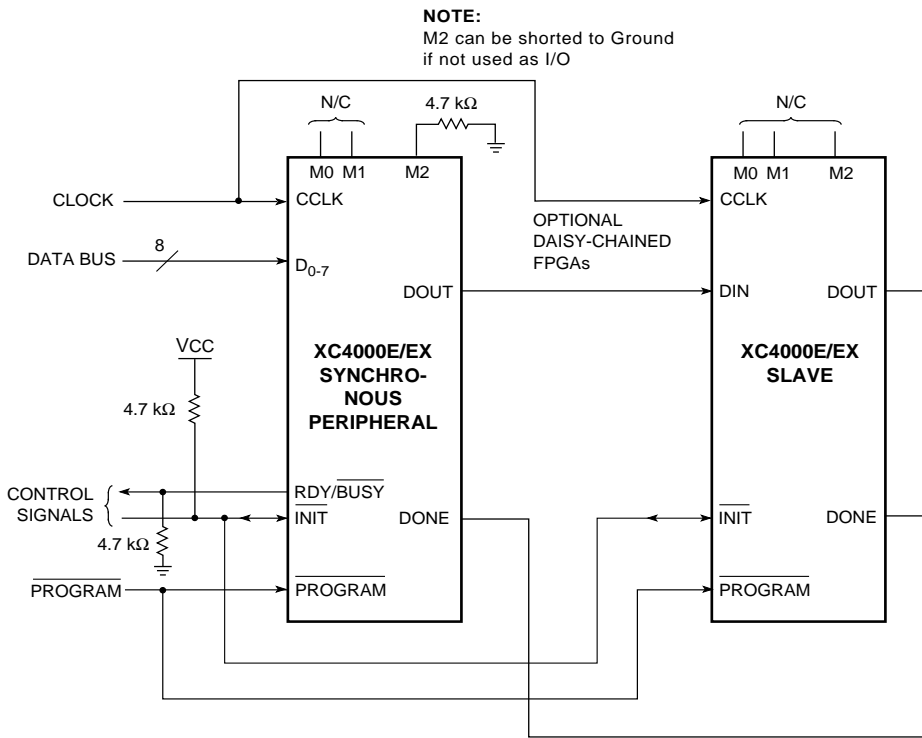 NOTE:
M2 can be shorted to Ground
if not used as I/O
N/C
4.7 kΩ
N/C
M0 M1 M2
M0 M1 M2
CLOCK
CCLK
CCLK
OPTIONAL
DAISY-CHAINED
FPGAs
DATA BUS
8
D0-7
DOUT
DIN
DOUT
VCC
4.7 kΩ
XC4000E/EX
SYNCHRO-
NOUS
PERIPHERAL
XC4000E/EX
SLAVE
CONTROL
SIGNALS
RDY/BUSY
INIT
DONE
INIT
DONE
4.7 kΩ
PROGRAM
PROGRAM
PROGRAM